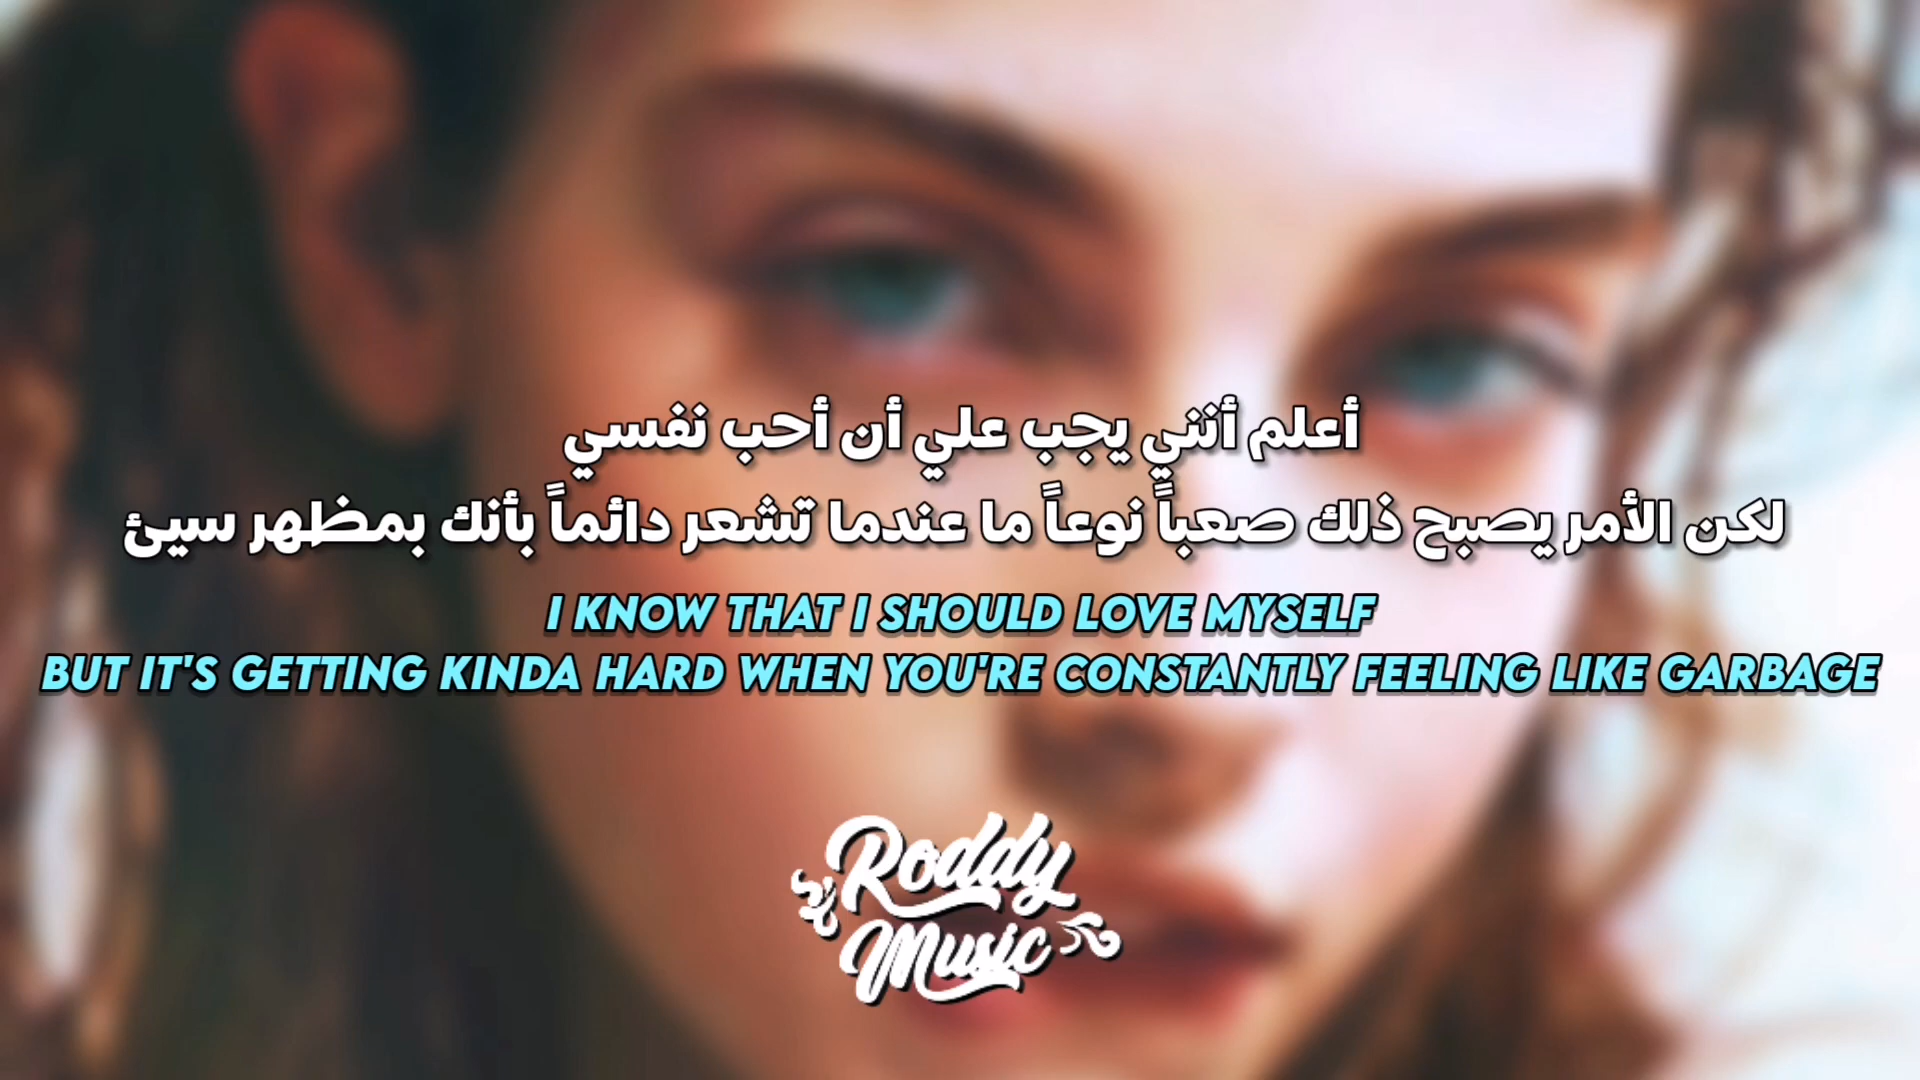 أعلم أنني يجب علي أن أحب نفسي
لكن الأمر يصبح ذلك صعباً نوعاً ما عندما تشعر دائماً بأنك بمظهر سيئ
I KNOW THAT I SHOULD LOVE MYSELF
BUT IT'S GETTING KINDA HARD WHEN YOU'RE CONSTANTLY FEELING LIKE GARBAGE
Roddy
Music